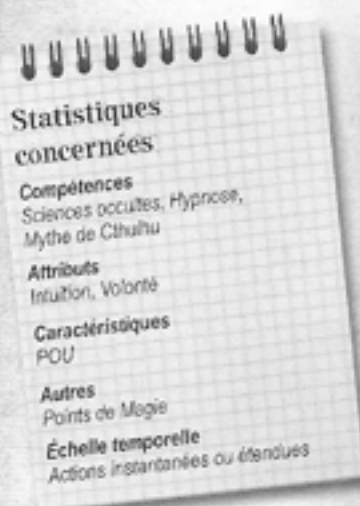 Statistiques
concernées
Compétences
Sciences occultes, Hypnose,
Mythe de Cthulhu
Attributs
Intuition, Volonté
Caractéristiques
POU
Autres
Points de Magie
Échelle temporelle
Actions instantanées ou étendues